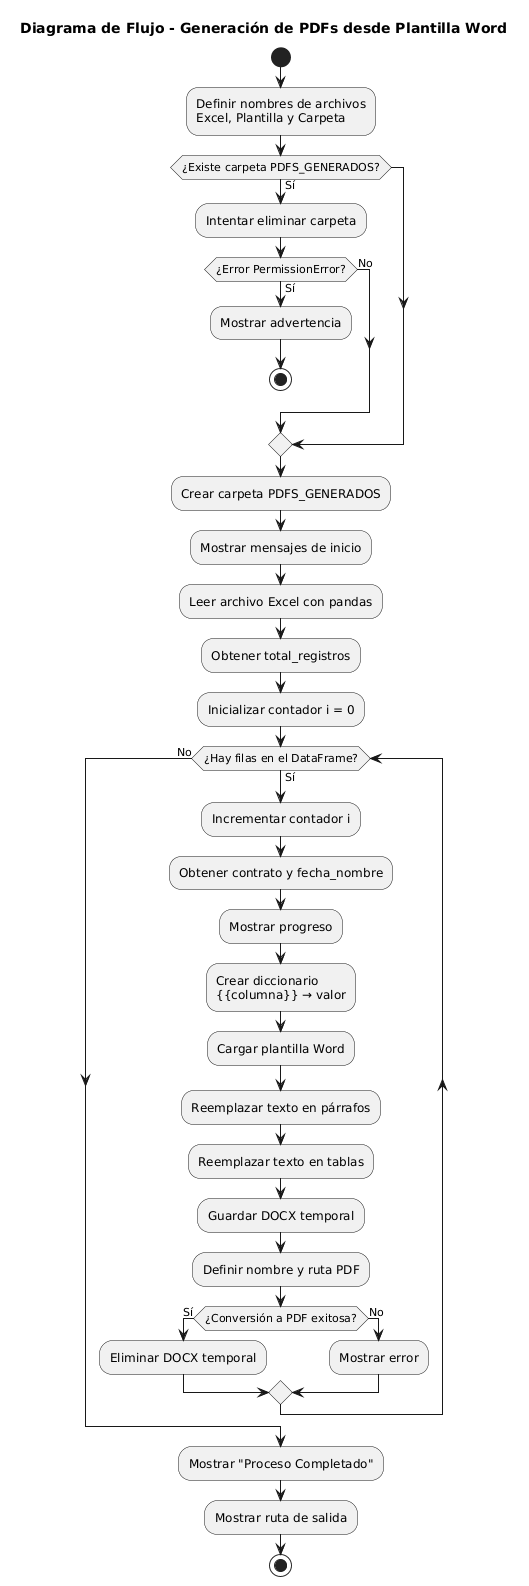 Diagrama de Flujo - Generación de PDFs desde Plantilla Word
Definir nombres de archivos
Excel, Plantilla y Carpeta
¿Existe carpeta PDFS_GENERADOS?
Sí
Intentar eliminar carpeta
¿Error PermissionError?
No
Sí
Mostrar advertencia
Crear carpeta PDFS_GENERADOS
Mostrar mensajes de inicio
Leer archivo Excel con pandas
Obtener total_registros
Inicializar contador i = 0
No
¿Hay filas en el DataFrame?
Sí
Incrementar contador i
Obtener contrato y fecha_nombre
Mostrar progreso
Crear diccionario
{{columna}} → valor
Cargar plantilla Word
Reemplazar texto en párrafos
Reemplazar texto en tablas
Guardar DOCX temporal
Definir nombre y ruta PDF
Sí
¿Conversión a PDF exitosa?
No
Eliminar DOCX temporal
Mostrar error
Mostrar "Proceso Completado"
Mostrar ruta de salida